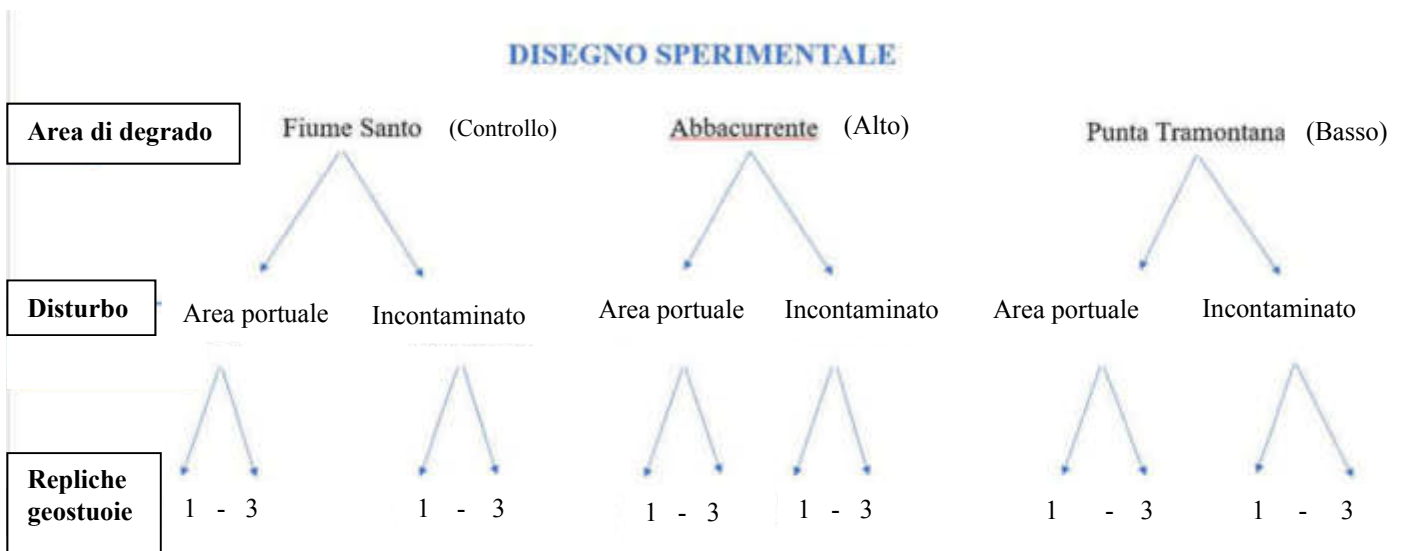 DISEGNO SPERIMENTALE
Area di degrado Fiume Santo (Controllo) Abbacurrente (Alto) Punta Tramontana (Basso)
Disturbo Area portuale Incontaminato Area portuale Incontaminato Area portuale Incontaminato
Repliche
geostuoie 1 - 3 1 - 3 1 - 3 1 - 3 1 - 3 1 - 3